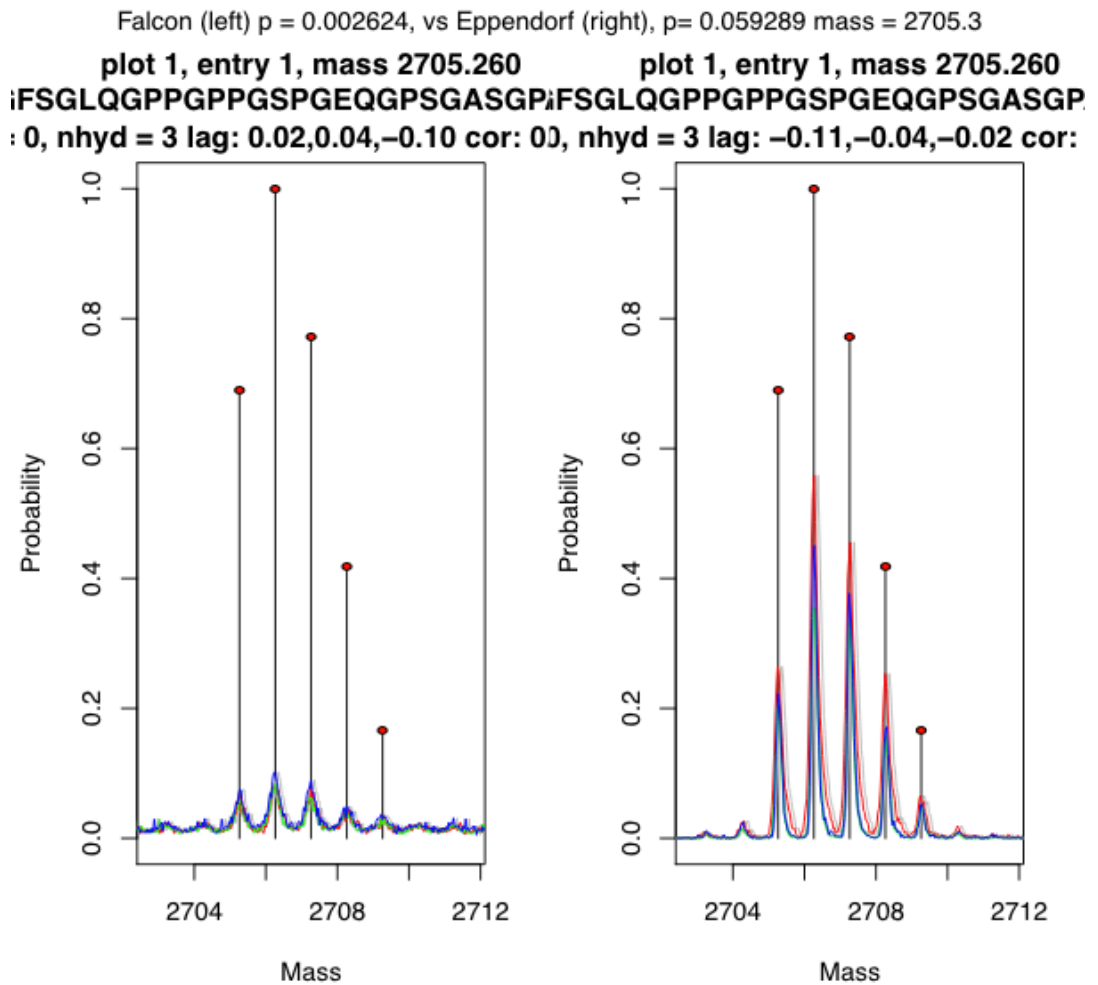 Falcon (left) p = 0.002624, vs Eppendorf (right), p= 0.059289 mass = 2705.3
plot 1, entry 1, mass 2705.260
FSGLQGPPGPPGSPGEQGPSGASGP
= 0, nhyd = 3 lag: 0.02,0.04,−0.10 cor: 0
1.0
0.8
0.6
0.4
0.2
0.0
Probability
2704
2708
2712
Mass
plot 1, entry 1, mass 2705.260
FSGLQGPPGPPGSPGEQGPSGASGP
, nhyd = 3 lag: −0.11,−0.04,−0.02 cor:
1.0
0.8
0.6
0.4
0.2
0.0
Probability
2704
2708
2712
Mass